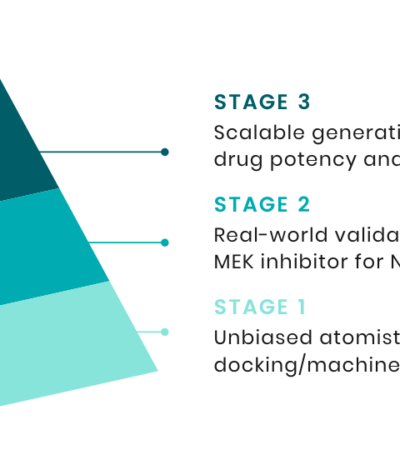 STAGE 3
Scalable generati
drug potency and
STAGE 2
Real-world valida
MEK inhibitor for N
STAGE 1
Unbiased atomist
docking/machine